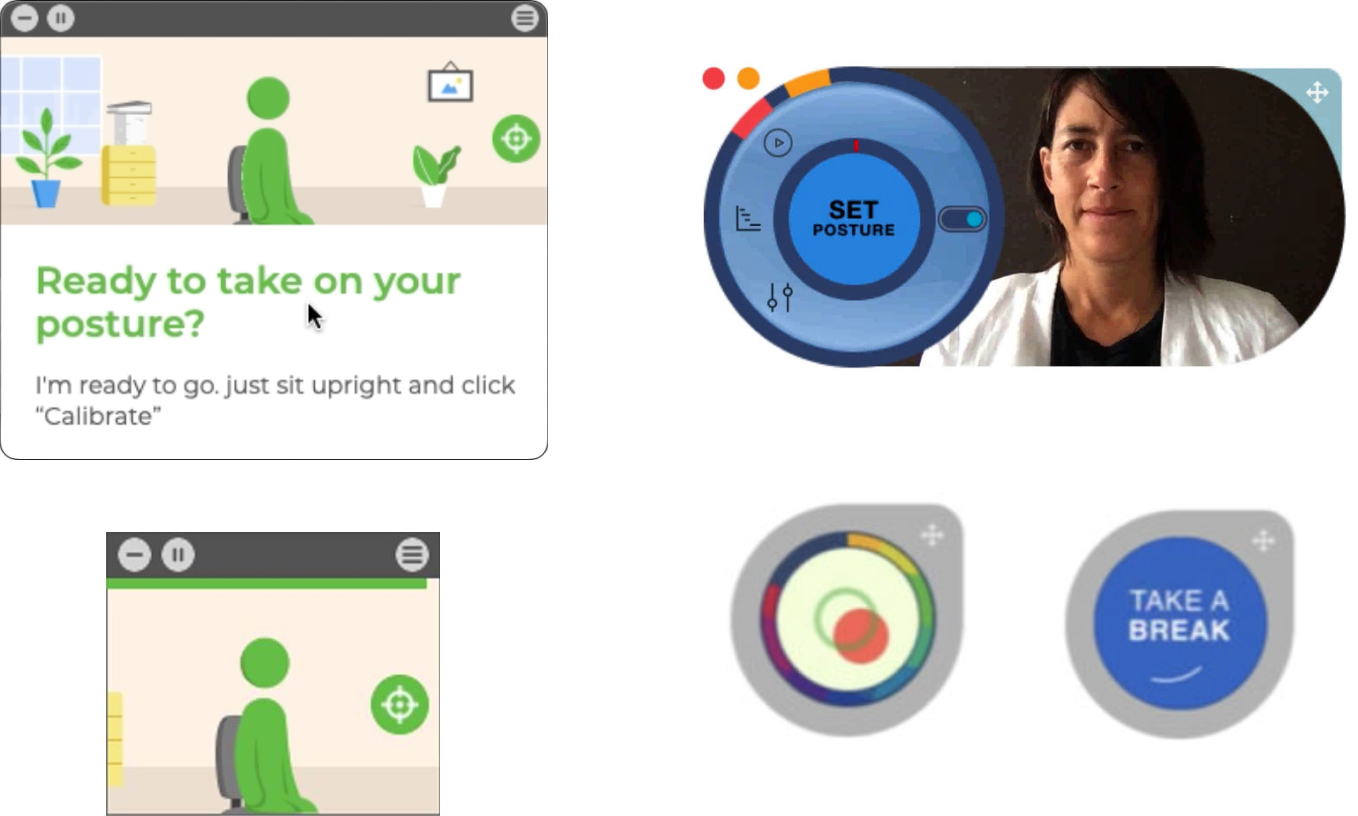 Ready to take on your
posture?
I'm ready to go. just sit upright and click
“Calibrate”
SET
POSTURE
TAKE A
BREAK